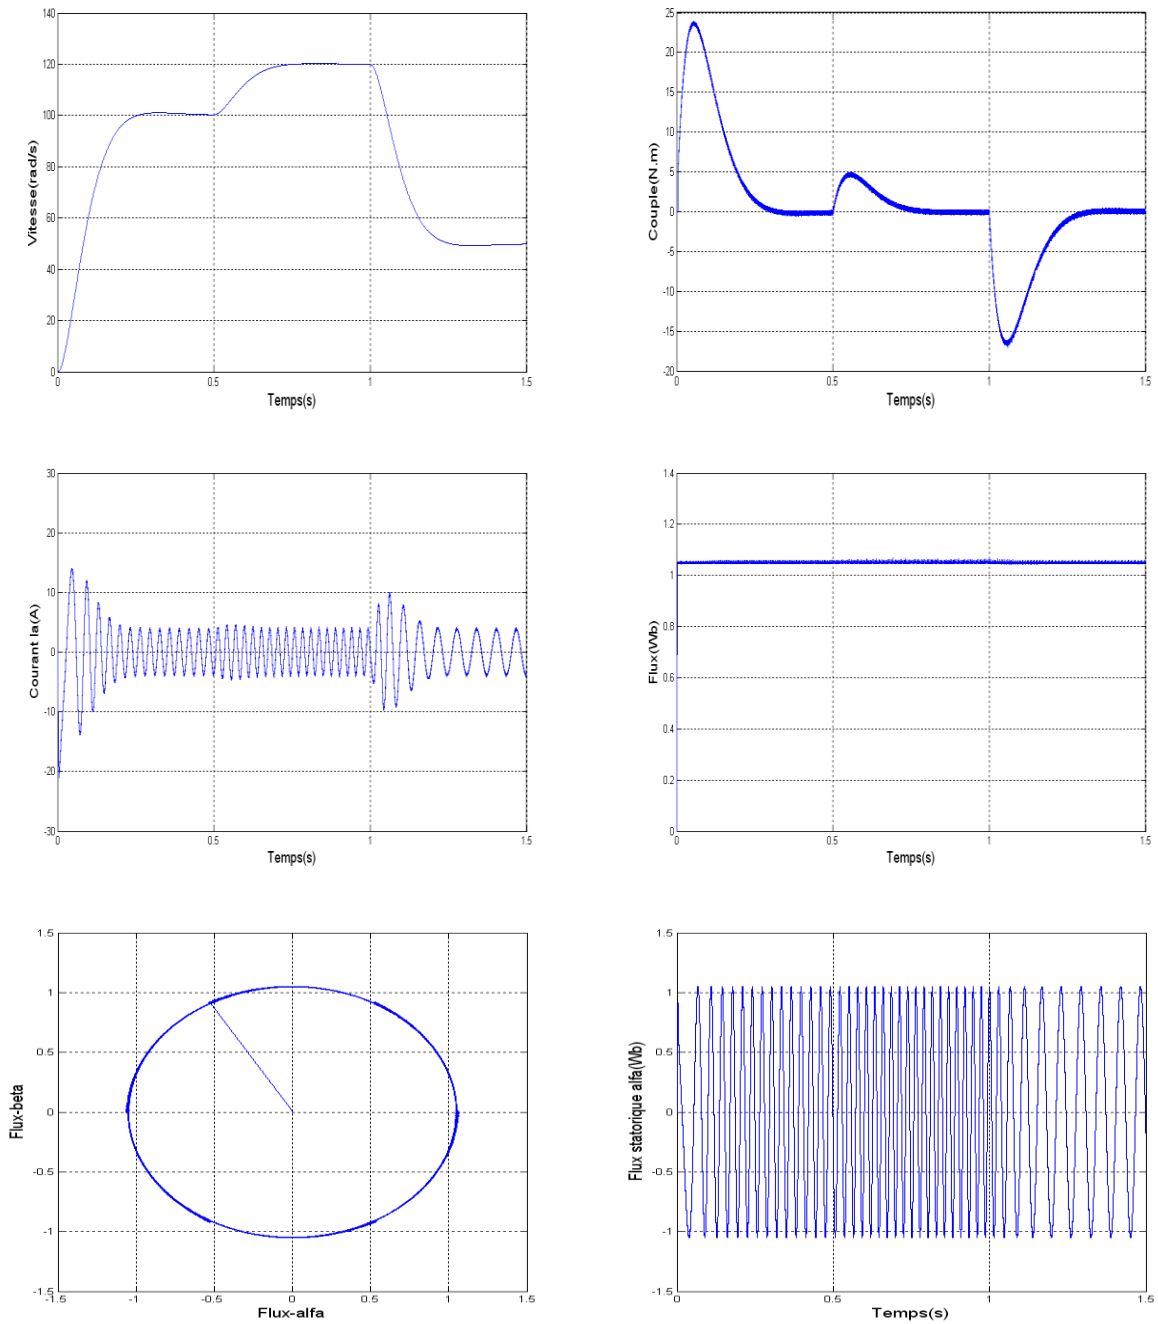 140
120
100
80
60
40
20
0
Vitesse(rad/s)
0 0.5 1 1.5
Temps(s)
25
20
15
10
5
0
-5
-10
-15
-20
Couple(N.m)
0 0.5 1 1.5
Temps(s)
30
20
10
0
-10
-20
-30
Courant Ia(A)
0 0.5 1 1.5
Temps(s)
1.4
1.2
1
0.8
0.6
0.4
0.2
0
Flux(Wb)
0 0.5 1 1.5
Temps(s)
1.5
1
0.5
0
-0.5
-1
-1.5
Flux-beta
-1.5 -1 -0.5 0 0.5 1 1.5
Flux-alfa
1.5
1
0.5
0
-0.5
-1
-1.5
Flux statorique alfa(Wb)
0 0.5 1 1.5
Temps(s)